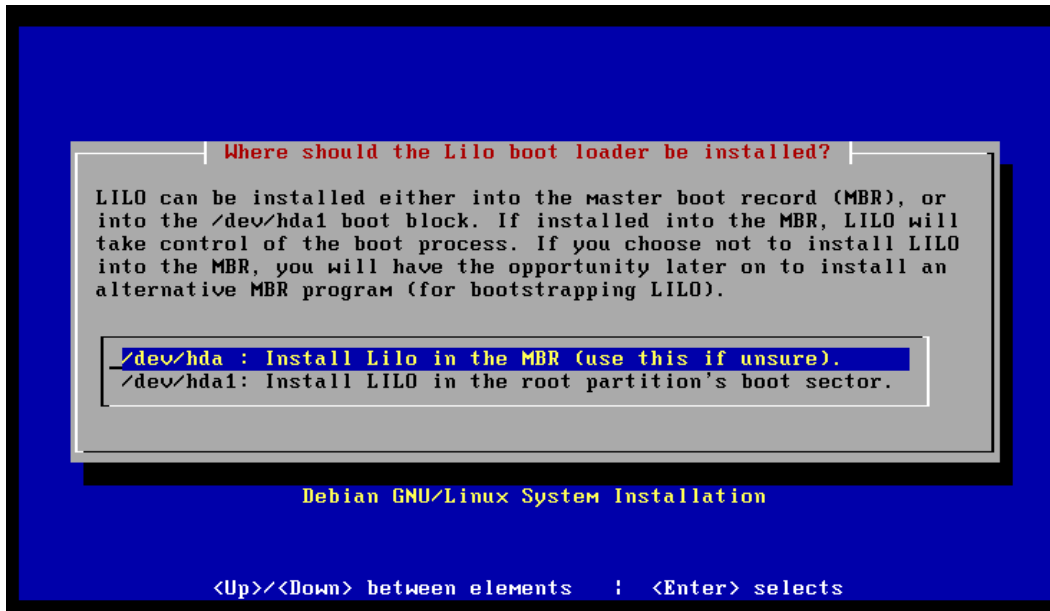 Where should the Lilo boot loader be installed?
LILO can be installed either into the master boot record (MBR), or
into the /dev/hda1 boot block. If installed into the MBR, LILO will
take control of the boot process. If you choose not to install LILO
into the MBR, you will have the opportunity later on to install an
alternative MBR program (for bootstrapping LILO).
/dev/hda : Install Lilo in the MBR (use this if unsure).
/dev/hda1: Install LILO in the root partition's boot sector.
Debian GNU/Linux System Installation
<Up>/<Down> between elements ¦ <Enter> selects